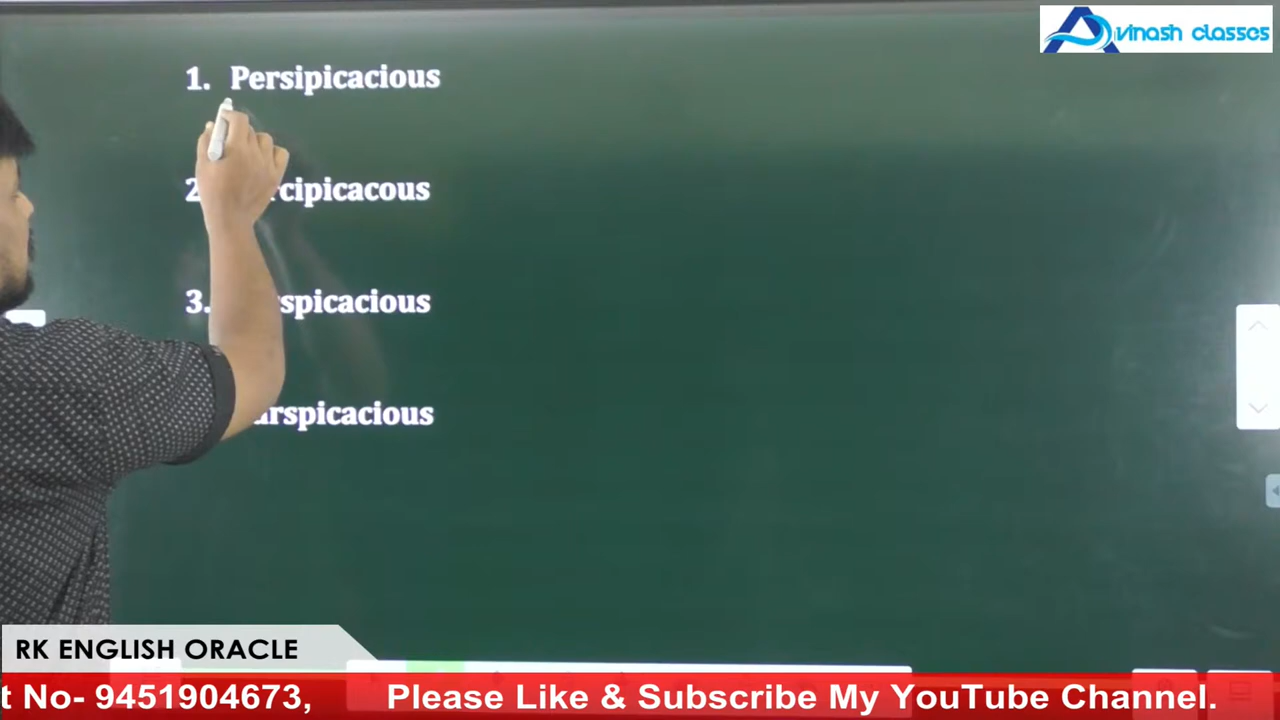 vinash classes
1. Persipicacious
2 rcipicacous
3. spicacious
arspicacious
RK ENGLISH ORACLE
t No- 9451904673, Please Like & Subscribe My YouTube Channel.